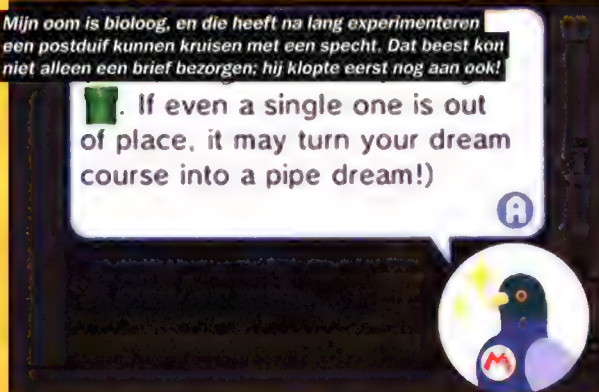 Mijn oom is bioloog, en die heeft na lang experimenteren
een postduif kunnen kruisen met een specht. Dat beest kon
niet alleen een brief bezorgen; hij klopte eerst nog aan ook!
. If even a single one is out
of place, it may turn your dream
course into a pipe dream!)
A
M